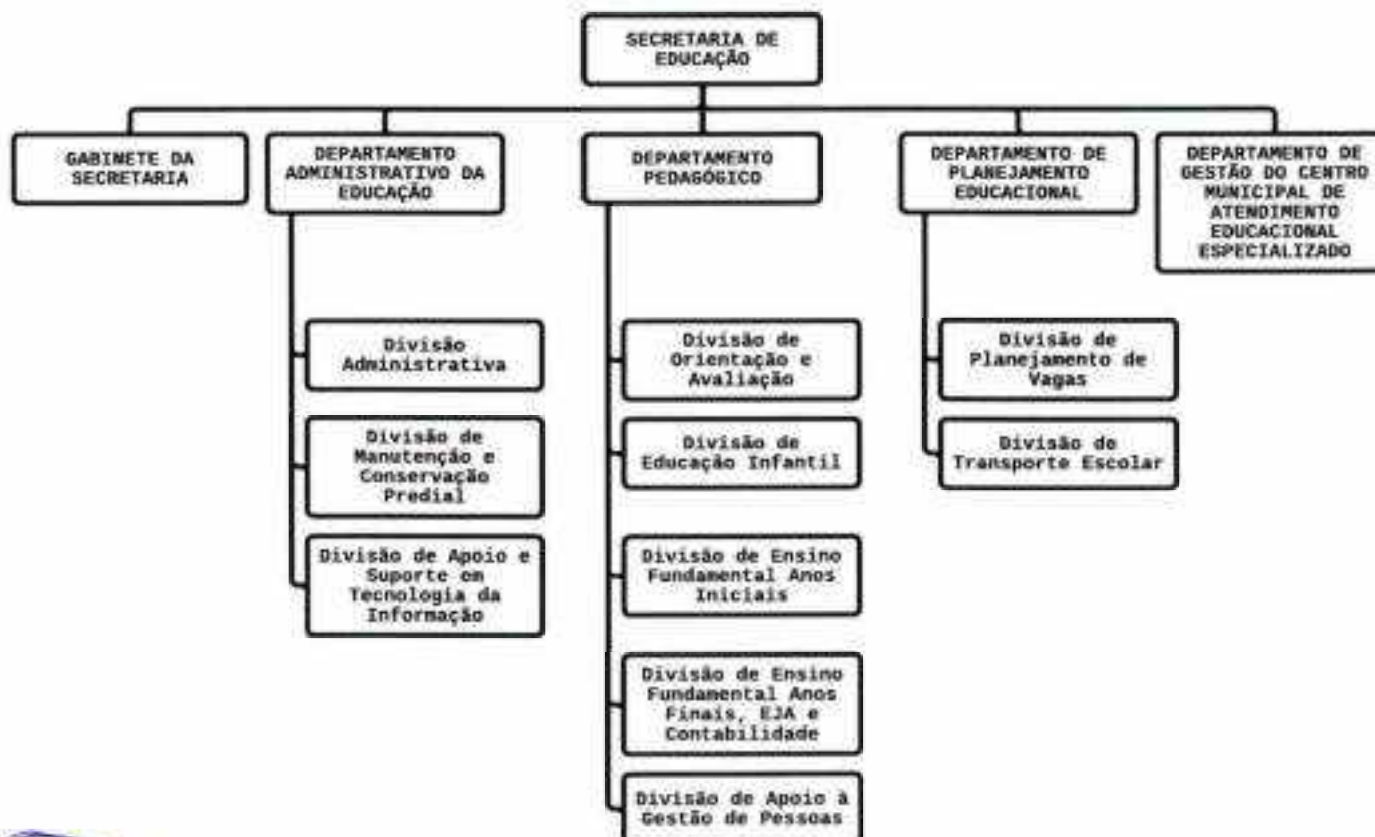 SECRETARIA DE
EDUCAÇÃO
GABINETE DA
SECRETARIA
DEPARTAMENTO
ADMINISTRATIVO DA
EDUCAÇÃO
DEPARTAMENTO
PEDAGÓGICO
DEPARTAMENTO DE
PLANEJAMENTO
EDUCACIONAL
DEPARTAMENTO DE
GESTÃO DO CENTRO
MUNICIPAL DE
ATENDIMENTO
EDUCACIONAL
ESPECIALIZADO
Divisão
Administrativa
Divisão de
Manutenção e
Conservação
Predial
Divisão de Apoio e
Suporte em
Tecnologia da
Informação
Divisão de
Orientação e
Avaliação
Divisão de
Educação Infantil
Divisão de Ensino
Fundamental Anos
Iniciais
Divisão de Ensino
Fundamental Anos
Finais, EJA e
Contabilidade
Divisão de Apoio à
Gestão de Pessoas
Divisão de
Planejamento de
Vagas
Divisão de
Transporte Escolar